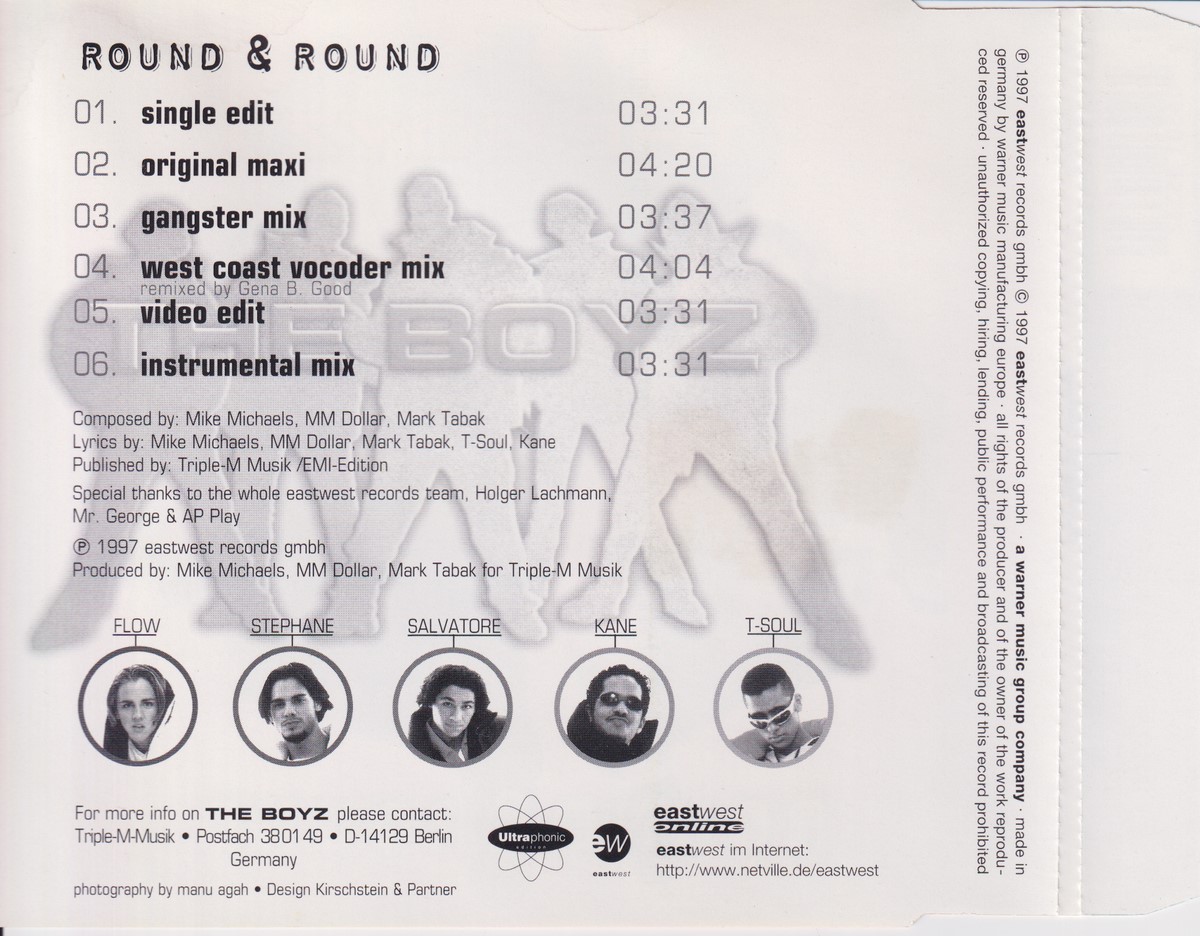 ROUND & ROUND
01. single edit 03:31
02. original maxi 04:20
03. gangster mix 03:37
04. west coast vocoder mix 04:04
remixed by Gena B. Good
05. video edit 03:31
06. instrumental mix 03:31
THE BOYZ
Composed by: Mike Michaels, MM Dollar, Mark Tabak
Lyrics by: Mike Michaels, MM Dollar, Mark Tabak, T-Soul, Kane
Published by: Triple-M Musik /EMI-Edition
Special thanks to the whole eastwest records team, Holger Lachmann,
Mr. George & AP Play
℗ 1997 eastwest records gmbh
Produced by: Mike Michaels, MM Dollar, Mark Tabak for Triple-M Musik
FLOW STEPHANE SALVATORE KANE T-SOUL
For more info on THE BOYZ please contact:
Triple-M-Musik • Postfach 380149 • D-14129 Berlin
Germany
photography by manu agah • Design Kirschstein & Partner
Ultraphonic
edition
ew
eastwest
eastwest
online
eastwest im Internet:
http://www.netville.de/eastwest
℗ 1997 eastwest records gmbh © 1997 eastwest records gmbh · a warner music group company · made in
germany by warner music manufacturing europe · all rights of the producer and of the owner of the work reprodu-
ced reserved · unauthorized copying, hiring, lending, public performance and broadcasting of this record prohibited